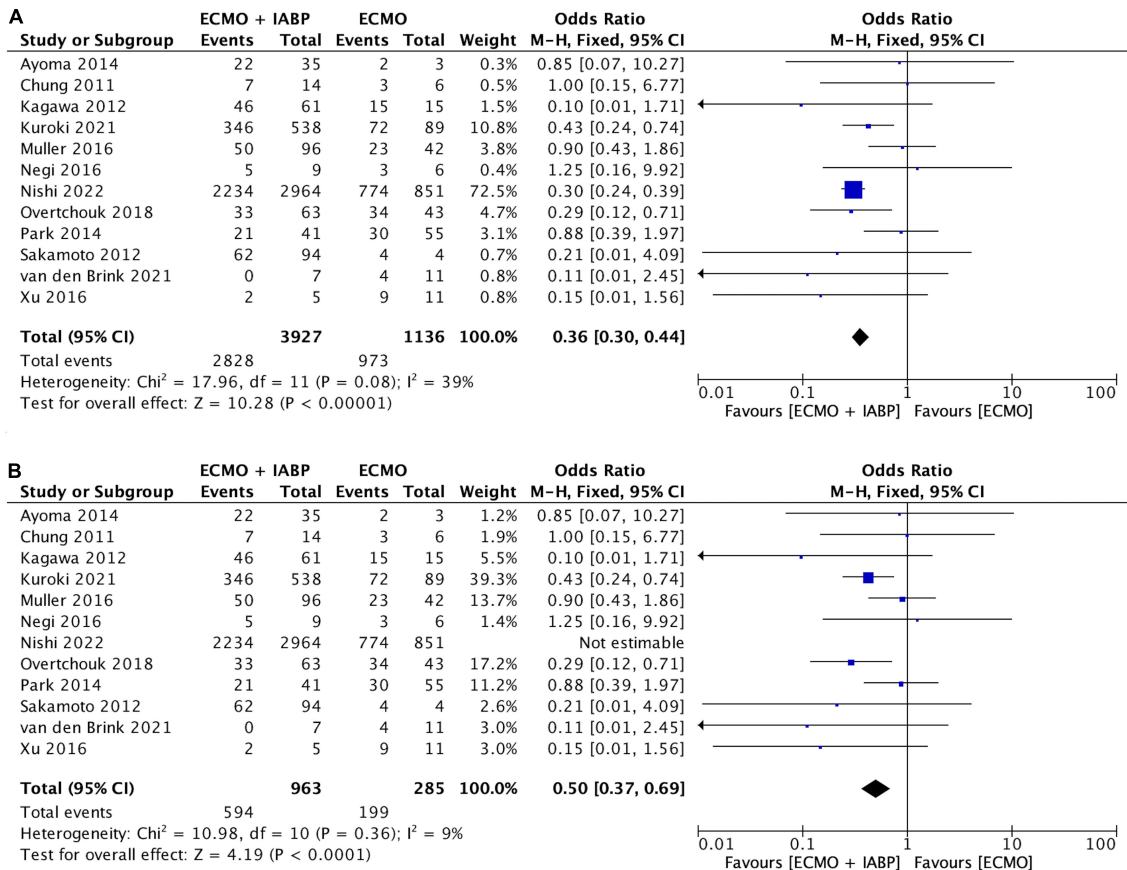 A
ECMO + IABP ECMO Odds Ratio Odds Ratio
Study or Subgroup Events Total Events Total Weight M-H, Fixed, 95% CI M-H, Fixed, 95% CI
Ayoma 2014 22 35 2 3 0.3% 0.85 [0.07, 10.27]
Chung 2011 7 14 3 6 0.5% 1.00 [0.15, 6.77]
Kagawa 2012 46 61 15 15 1.5% 0.10 [0.01, 1.71]
Kuroki 2021 346 538 72 89 10.8% 0.43 [0.24, 0.74]
Muller 2016 50 96 23 42 3.8% 0.90 [0.43, 1.86]
Negi 2016 5 9 3 6 0.6% 1.25 [0.16, 9.92]
Nishi 2022 2234 2964 774 851 72.5% 0.30 [0.24, 0.39]
Overtchouk 2018 33 63 34 43 4.7% 0.29 [0.12, 0.71]
Park 2014 21 41 30 55 3.1% 0.88 [0.39, 1.97]
Sakamoto 2012 62 94 4 4 0.7% 0.21 [0.01, 4.09]
van den Brink 2021 0 7 4 11 0.8% 0.11 [0.01, 2.45]
Xu 2016 2 5 9 11 0.8% 0.15 [0.01, 1.56]
Total (95% CI) 3927 1136 100.0% 0.36 [0.30, 0.44]
Total events 2828 973
Heterogeneity: Chi² = 17.96, df = 11 (P = 0.08); I² = 39%
Test for overall effect: Z = 10.28 (P < 0.00001)
0.01 0.1 1 10 100
Favours [ECMO + IABP] Favours [ECMO]
B
ECMO + IABP ECMO Odds Ratio Odds Ratio
Study or Subgroup Events Total Events Total Weight M-H, Fixed, 95% CI M-H, Fixed, 95% CI
Ayoma 2014 22 35 2 3 1.2% 0.85 [0.07, 10.27]
Chung 2011 7 14 3 6 1.9% 1.00 [0.15, 6.77]
Kagawa 2012 46 61 15 15 5.5% 0.10 [0.01, 1.71]
Kuroki 2021 346 538 72 89 39.3% 0.43 [0.24, 0.74]
Muller 2016 50 96 23 42 13.7% 0.90 [0.43, 1.86]
Negi 2016 5 9 3 6 1.4% 1.25 [0.16, 9.92]
Nishi 2022 2234 2964 774 851 Not estimable
Overtchouk 2018 33 63 34 43 17.2% 0.29 [0.12, 0.71]
Park 2014 21 41 30 55 11.2% 0.88 [0.39, 1.97]
Sakamoto 2012 62 94 4 4 2.6% 0.21 [0.01, 4.09]
van den Brink 2021 0 7 4 11 3.0% 0.11 [0.01, 2.45]
Xu 2016 2 5 9 11 3.0% 0.15 [0.01, 1.56]
Total (95% CI) 963 285 100.0% 0.50 [0.37, 0.69]
Total events 594 199
Heterogeneity: Chi² = 10.98, df = 10 (P = 0.36); I² = 9%
Test for overall effect: Z = 4.19 (P < 0.0001)
0.01 0.1 1 10 100
Favours [ECMO + IABP] Favours [ECMO]